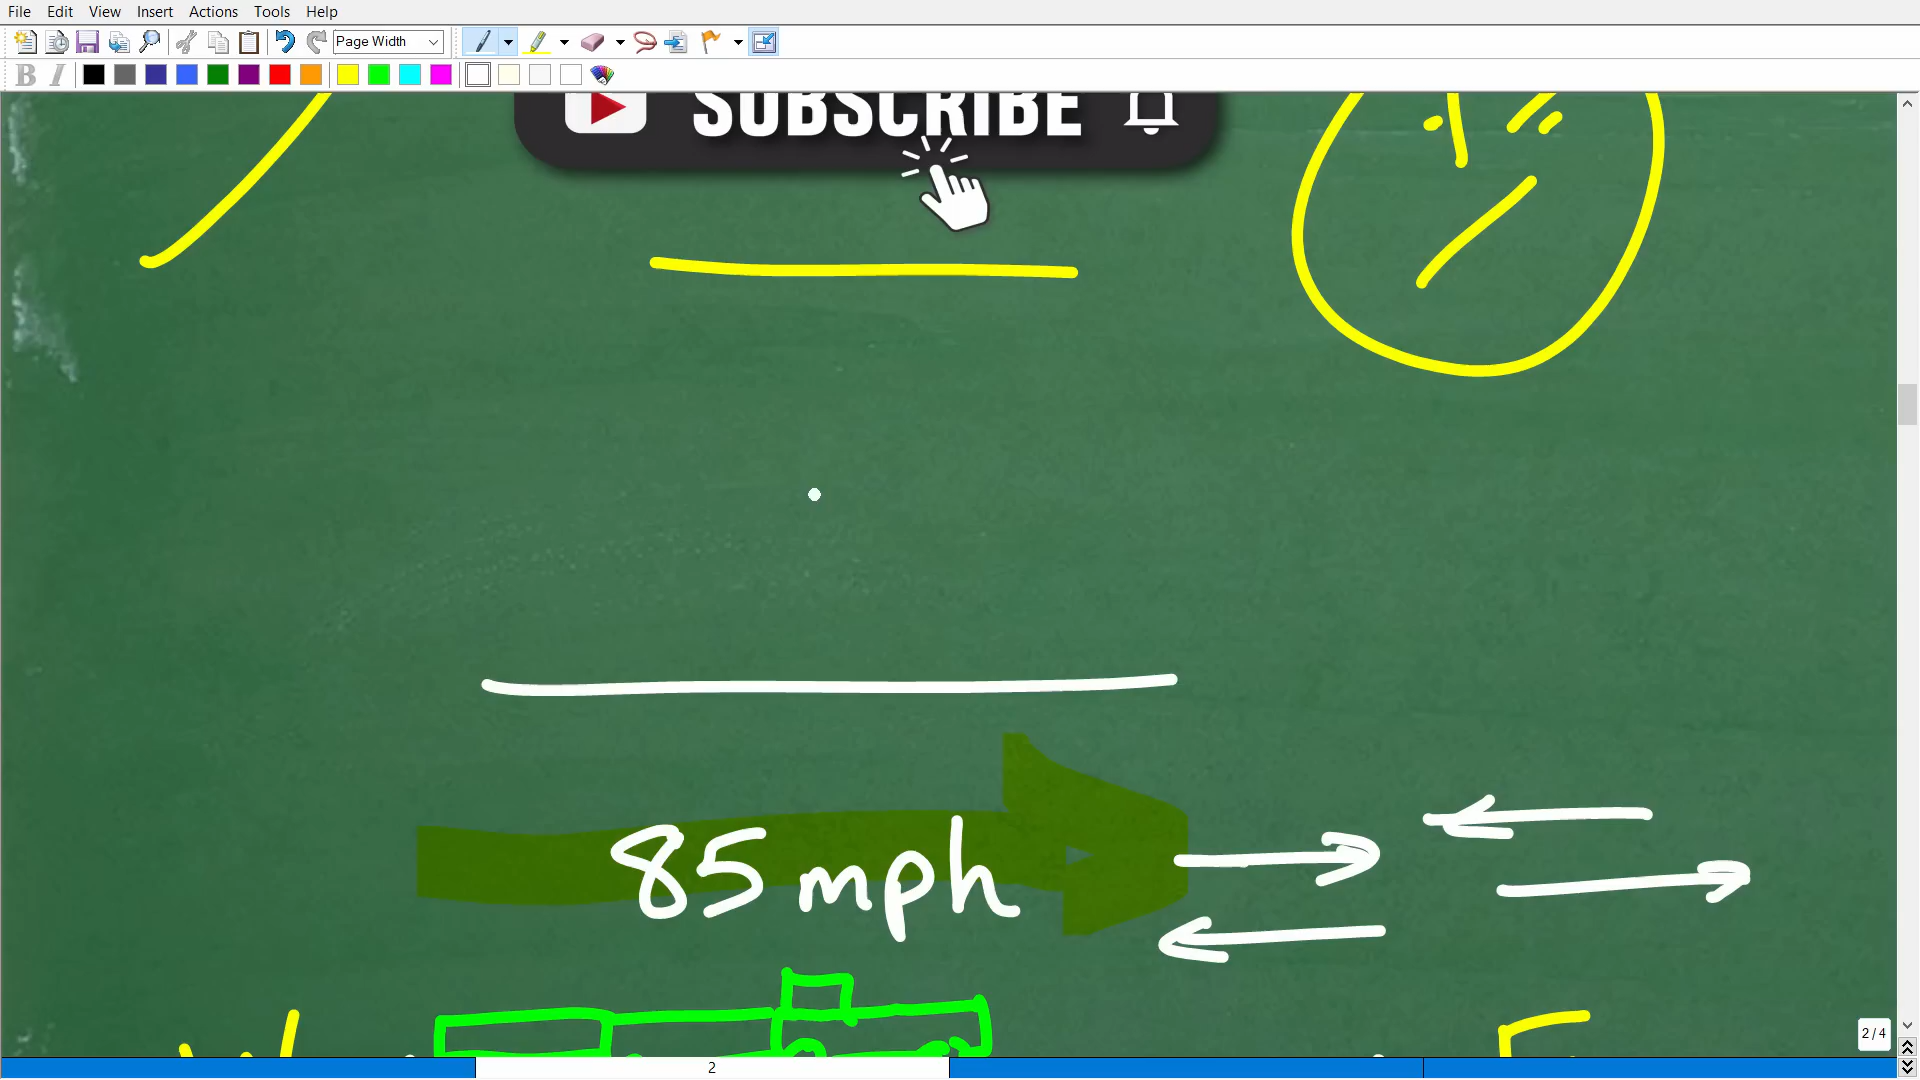 File Edit View Insert Actions Tools Help
Page Width
B I
SUBSCRIBE
85 mph
W
E
2 / 4
2